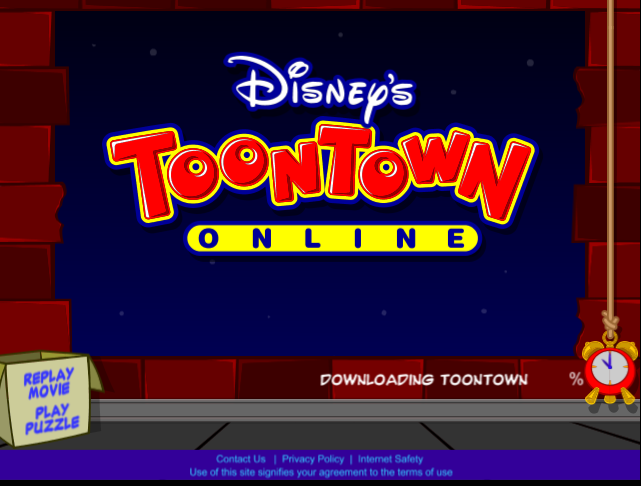 DISNEY'S
TOONTOWN
ONLINE
DOWNLOADING TOONTOWN %
REPLAY
MOVIE
PLAY
PUZZLE
Contact Us | Privacy Policy | Internet Safety
Use of this site signifies your agreement to the terms of use